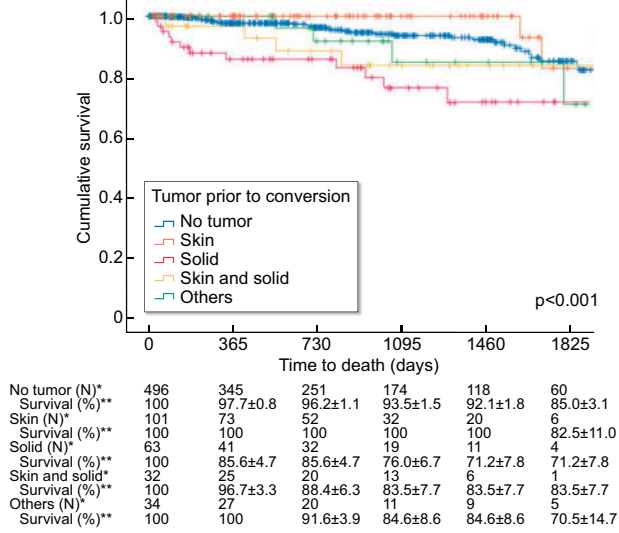 1.0
0.8
0.6
0.4
0.2
0
Cumulative survival
Tumor prior to conversion
No tumor
Skin
Solid
Skin and solid
Others
p<0.001
0 365 730 1095 1460 1825
Time to death (days)
No tumor (N)* 496 345 251 174 118 60
Survival (%)** 100 97.7±0.8 96.2±1.1 93.5±1.5 92.1±1.8 85.0±3.1
Skin (N)* 101 73 52 32 20 6
Survival (%)** 100 100 100 100 100 82.5±11.0
Solid (N)* 63 41 32 19 11 4
Survival (%)** 100 85.6±4.7 85.6±4.7 76.0±6.7 71.2±7.8 71.2±7.8
Skin and solid* 32 25 20 13 6 1
Survival (%)** 100 96.7±3.3 88.4±6.3 83.5±7.7 83.5±7.7 83.5±7.7
Others (N)* 34 27 20 11 9 5
Survival (%)** 100 100 91.6±3.9 84.6±8.6 84.6±8.6 70.5±14.7